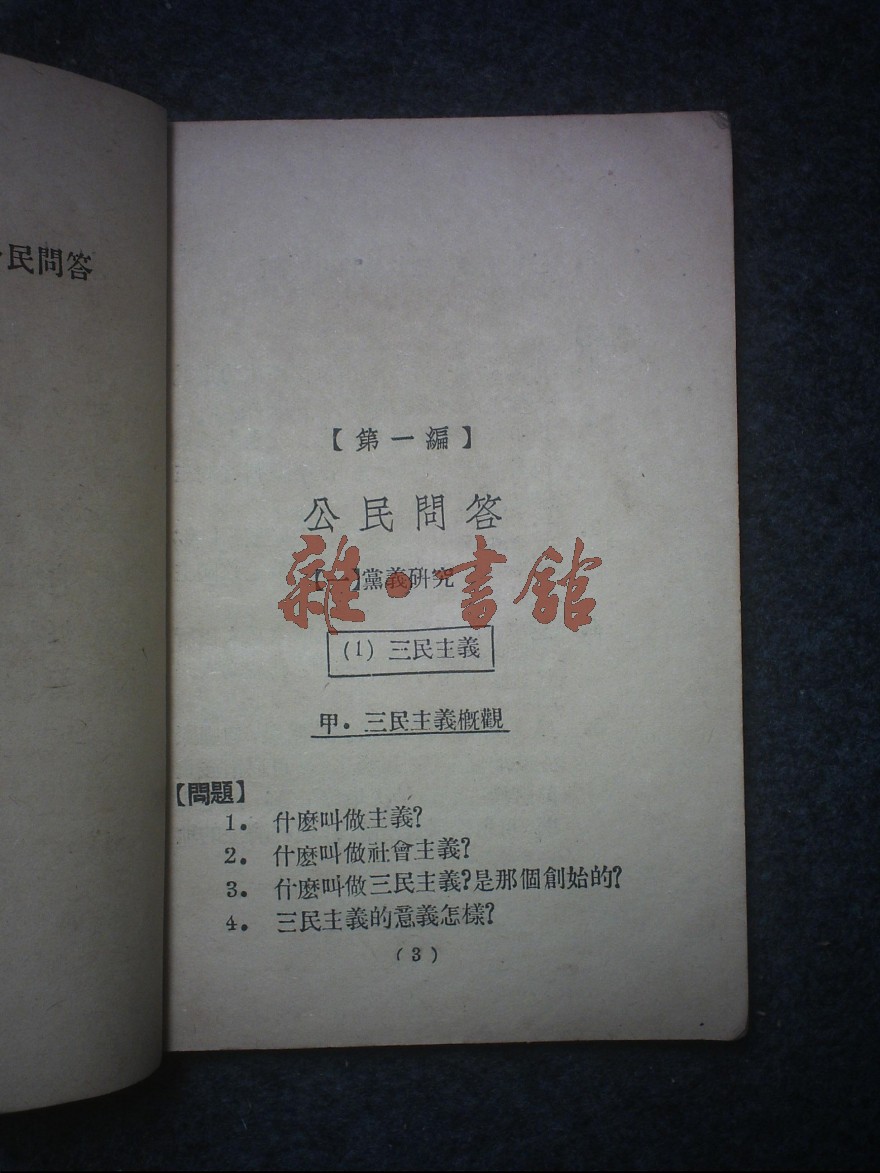 民問答
【第一編】
公民問答
【一】黨義研究
雜·書館
(1) 三民主義
甲．三民主義概觀
【問題】
1. 什麽叫做主義?
2. 什麽叫做社會主義?
3. 什麽叫做三民主義?是那個創始的?
4. 三民主義的意義怎樣?
(3)